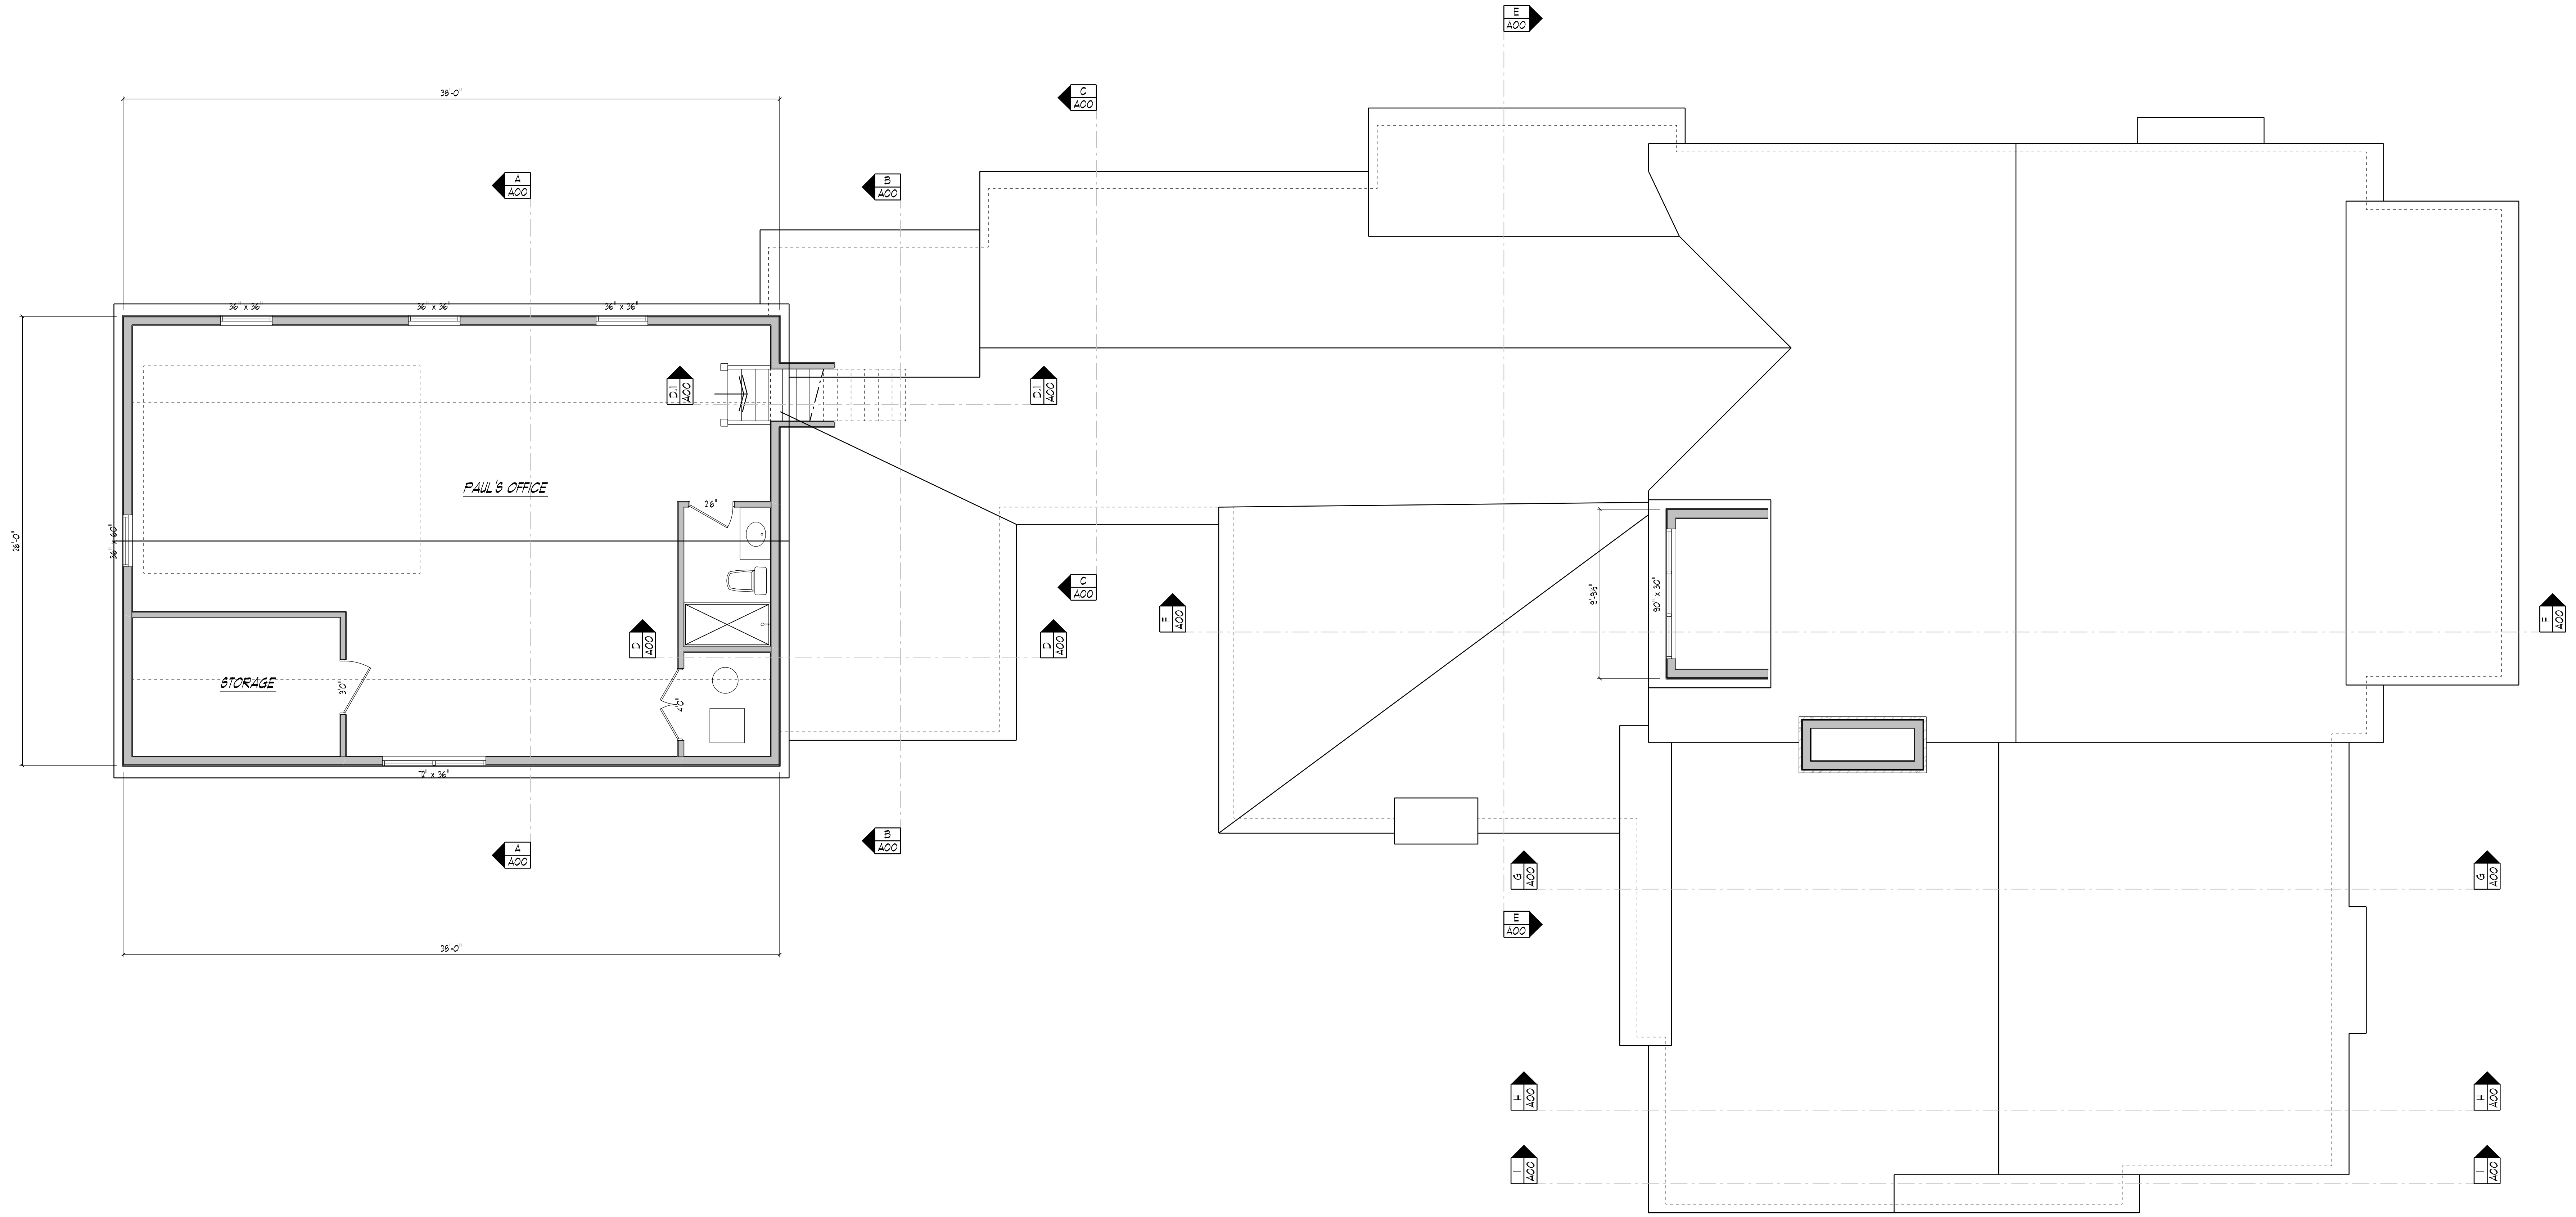 E
A00
C
A00
38'-0"
A
A00
B
A00
36" x 36"
36" x 36"
36" x 36"
D.1
A00
D.1
A00
PAUL'S OFFICE
2'6"
26'-0"
36" x 60"
C
A00
9'-9½"
90" x 30"
F
A00
F
A00
D
A00
D
A00
STORAGE
3'0"
4'0"
72" x 36"
B
A00
A
A00
G
A00
G
A00
E
A00
38'-0"
H
A00
H
A00
I
A00
I
A00